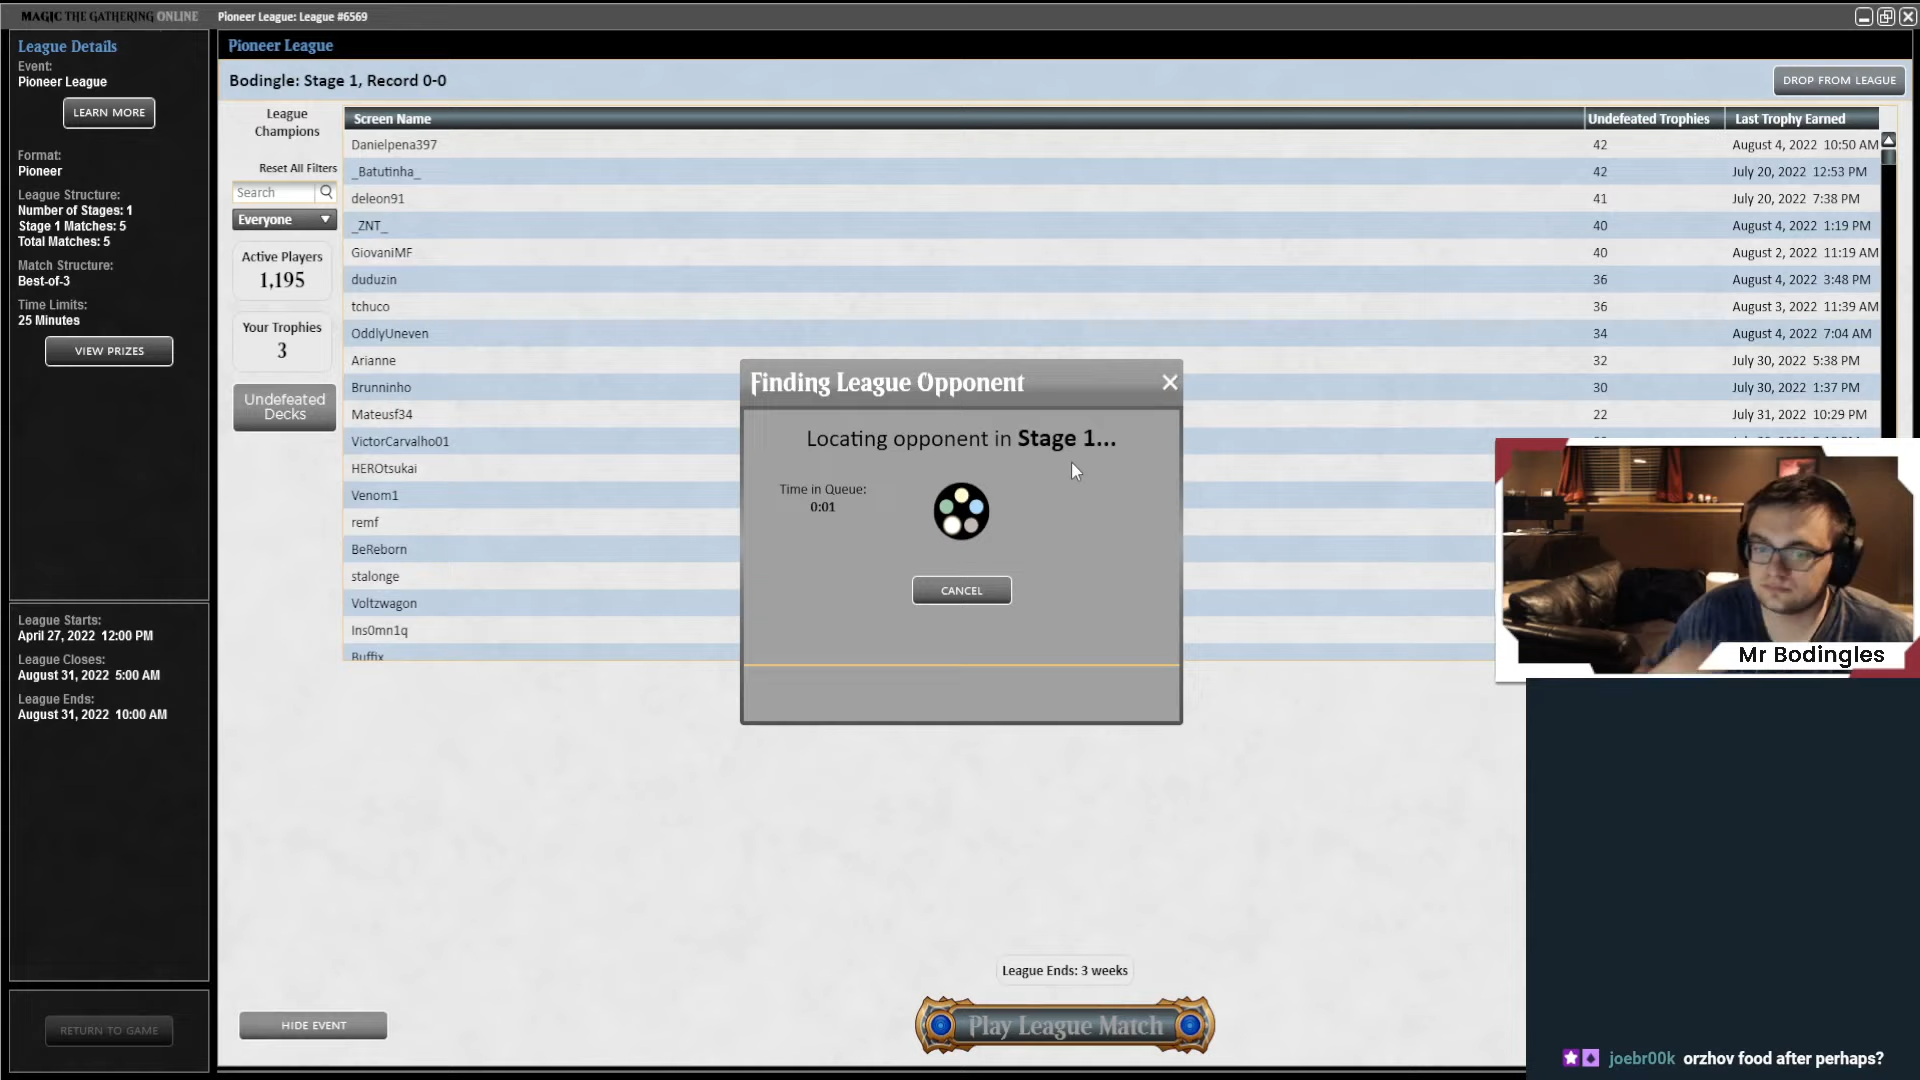 MAGIC THE GATHERING ONLINE
Pioneer League: League #6569
League Details
Event:
Pioneer League
LEARN MORE
Format:
Pioneer
League Structure:
Number of Stages: 1
Stage 1 Matches: 5
Total Matches: 5
Match Structure:
Best-of-3
Time Limits:
25 Minutes
VIEW PRIZES
League Starts:
April 27, 2022 12:00 PM
League Closes:
August 31, 2022 5:00 AM
League Ends:
August 31, 2022 10:00 AM
RETURN TO GAME
Pioneer League
Bodingle: Stage 1, Record 0-0
DROP FROM LEAGUE
League
Champions
Reset All Filters
Search
Everyone
Active Players
1,195
Your Trophies
3
Undefeated
Decks
Screen Name Undefeated Trophies Last Trophy Earned
Danielpena397 42 August 4, 2022 10:50 AM
_Batutinha_ 42 July 20, 2022 12:53 PM
deleon91 41 July 20, 2022 7:38 PM
_ZNT_ 40 August 4, 2022 1:19 PM
GiovaniMF 40 August 2, 2022 11:19 AM
duduzin 36 August 4, 2022 3:48 PM
tchuco 36 August 3, 2022 11:39 AM
OddlyUneven 34 August 4, 2022 7:04 AM
Arianne 32 July 30, 2022 5:38 PM
Brunninho 30 July 30, 2022 1:37 PM
Mateusf34 22 July 31, 2022 10:29 PM
VictorCarvalho01
HEROtsukai
Venom1
remf
BeReborn
stalonge
Voltzwagon
Ins0mn1q
Buffix
Finding League Opponent
Locating opponent in Stage 1...
Time in Queue:
0:01
CANCEL
Mr Bodingles
League Ends: 3 weeks
HIDE EVENT
Play League Match
joebr00k orzhov food after perhaps?